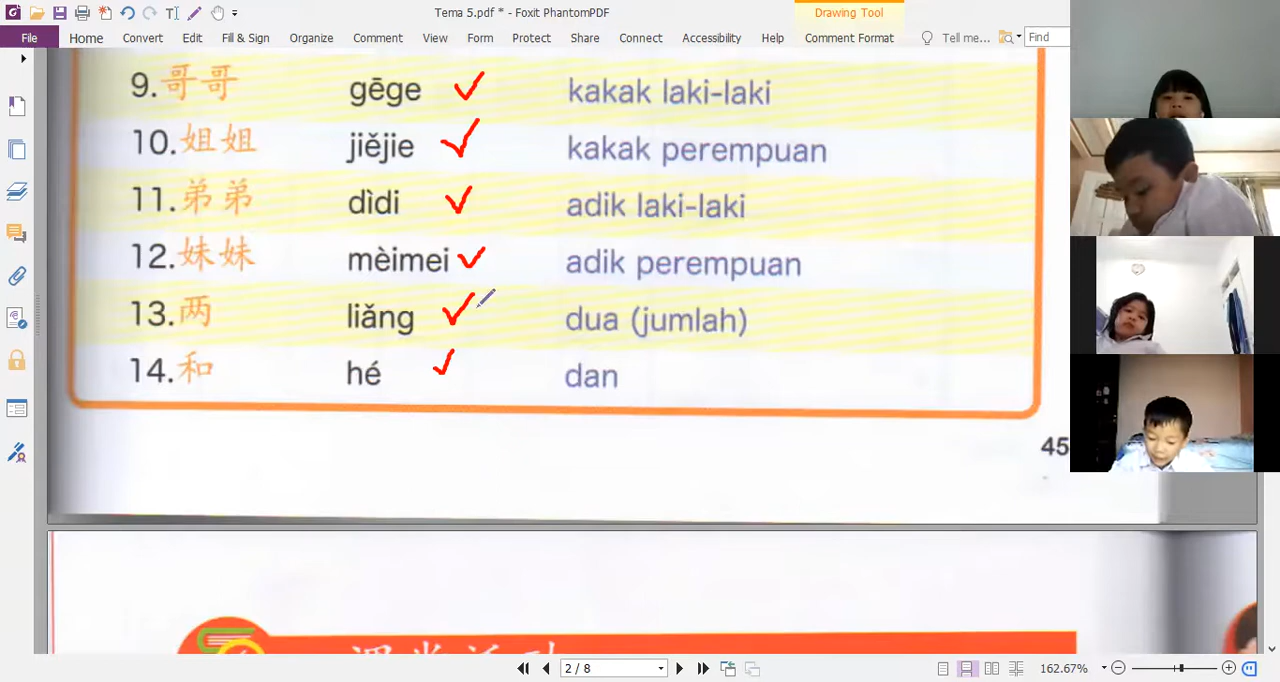 Tema 5.pdf * - Foxit PhantomPDF
Drawing Tool
File Home Convert Edit Fill & Sign Organize Comment View Form Protect Share Connect Accessibility Help Comment Format Tell me... Find
9. 哥哥 gēge kakak laki-laki
10. 姐姐 jiějie kakak perempuan
11. 弟弟 dìdi adik laki-laki
12. 妹妹 mèimei adik perempuan
13. 两 liǎng dua (jumlah)
14. 和 hé dan
45
2 / 8
162.67%